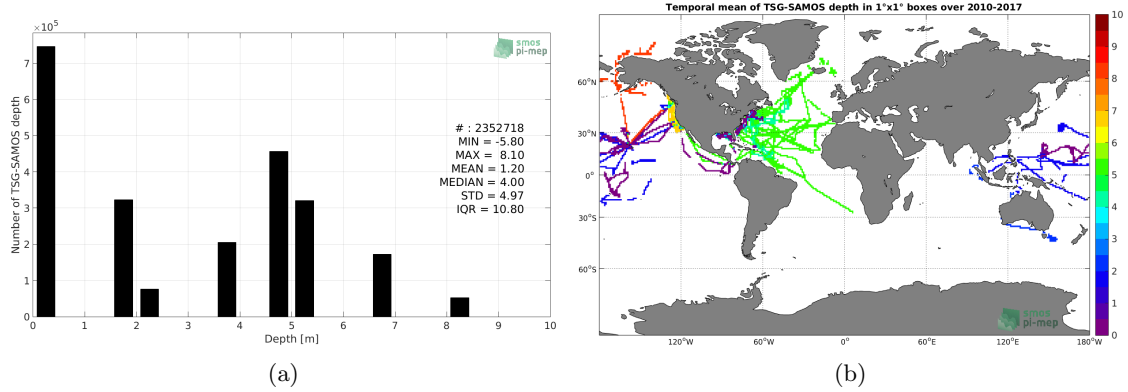 ×10⁵
7
6
5
4
3
2
1
0
Number of TSG-SAMOS depth
0 1 2 3 4 5 6 7 8 9 10
Depth [m]
smos
pi-mep
# : 2352718
MIN = -5.80
MAX = 8.10
MEAN = 1.20
MEDIAN = 4.00
STD = 4.97
IQR = 10.80
(a)
Temporal mean of TSG-SAMOS depth in 1°x1° boxes over 2010-2017
60°N
30°N
0°
30°S
60°S
120°W 60°W 0° 60°E 120°E 180°W
smos
pi-mep
10
9
8
7
6
5
4
3
2
1
0
(b)